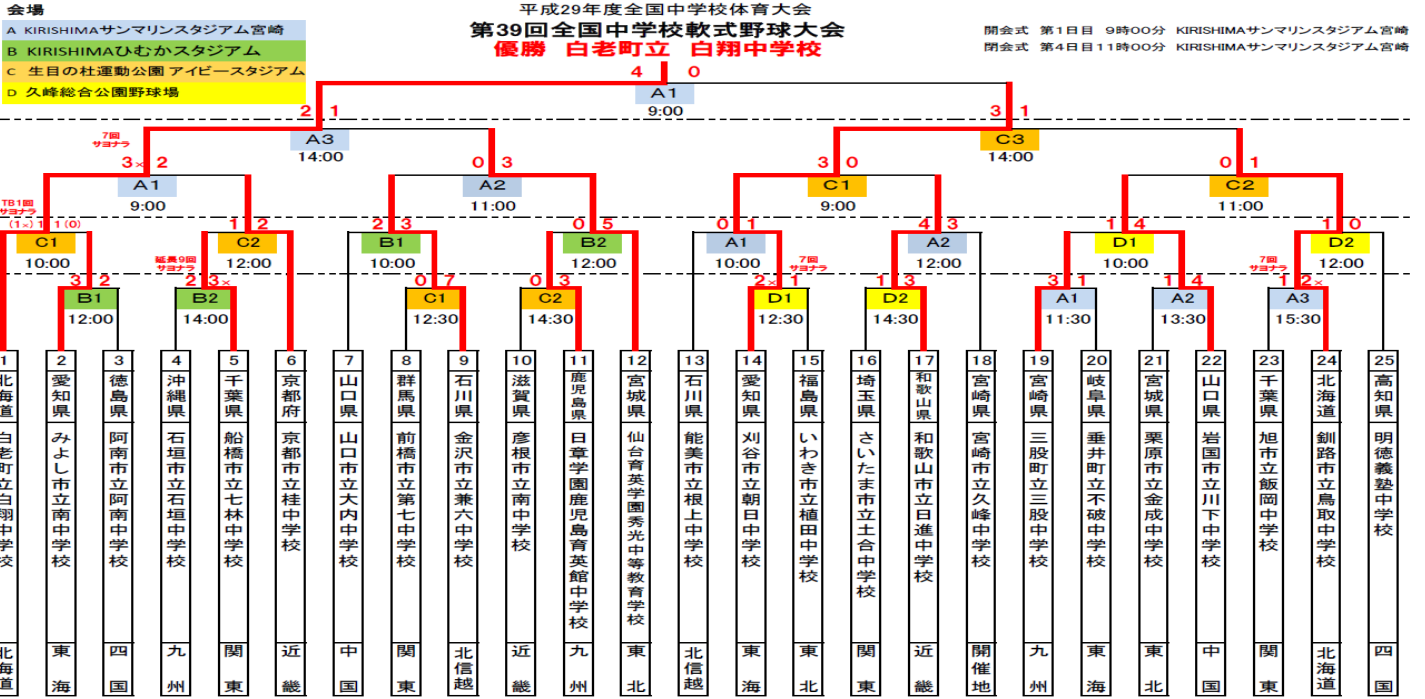 会場
平成29年度全国中学校体育大会
A KIRISHIMAサンマリンスタジアム宮崎
第39回全国中学校軟式野球大会
開会式 第1日目 9時00分 KIRISHIMAサンマリンスタジアム宮崎
B KIRISHIMAひむかスタジアム
優勝 白老町立 白翔中学校
閉会式 第4日目11時00分 KIRISHIMAサンマリンスタジアム宮崎
C 生目の杜運動公園 アイビースタジアム
4 0
D 久峰総合公園野球場
A1
9:00
2 1
3 1
7回
サヨナラ
A3
14:00
C3
14:00
3× 2
0 3
3 0
0 1
A1
9:00
A2
11:00
C1
9:00
C2
11:00
TB1回
サヨナラ
(1×) 1 1 (0)
1 2
2 3
0 5
0 1
4 3
1 4
1 0
C1
10:00
C2
12:00
B1
10:00
B2
12:00
A1
10:00
A2
12:00
D1
10:00
D2
12:00
延長9回
サヨナラ
7回
サヨナラ
7回
サヨナラ
3 2
2 3×
0 7
0 3
2× 1
1 3
3 1
1 4
1 2×
B1
12:00
B2
14:00
C1
12:30
C2
14:30
D1
12:30
D2
14:30
A1
11:30
A2
13:30
A3
15:30
1 北海道 白老町立白翔中学校 北海道
2 愛知県 みよし市立南中学校 東海
3 徳島県 阿南市立阿南中学校 四国
4 沖縄県 石垣市立石垣中学校 九州
5 千葉県 船橋市立七林中学校 関東
6 京都府 京都市立桂中学校 近畿
7 山口県 山口市立大内中学校 中国
8 群馬県 前橋市立第七中学校 関東
9 石川県 金沢市立兼六中学校 北信越
10 滋賀県 彦根市立南中学校 近畿
11 鹿児島県 日章学園鹿児島育英館中学校 九州
12 宮城県 仙台育英学園秀光中等教育学校 東北
13 石川県 能美市立根上中学校 北信越
14 愛知県 刈谷市立朝日中学校 東海
15 福島県 いわき市立植田中学校 東北
16 埼玉県 さいたま市立土合中学校 関東
17 和歌山県 和歌山市立日進中学校 近畿
18 宮崎県 宮崎市立久峰中学校 開催地
19 宮崎県 三股町立三股中学校 九州
20 岐阜県 垂井町立不破中学校 東海
21 宮城県 栗原市立金成中学校 東北
22 山口県 岩国市立川下中学校 中国
23 千葉県 旭市立飯岡中学校 関東
24 北海道 釧路市立鳥取中学校 北海道
25 高知県 明徳義塾中学校 四国